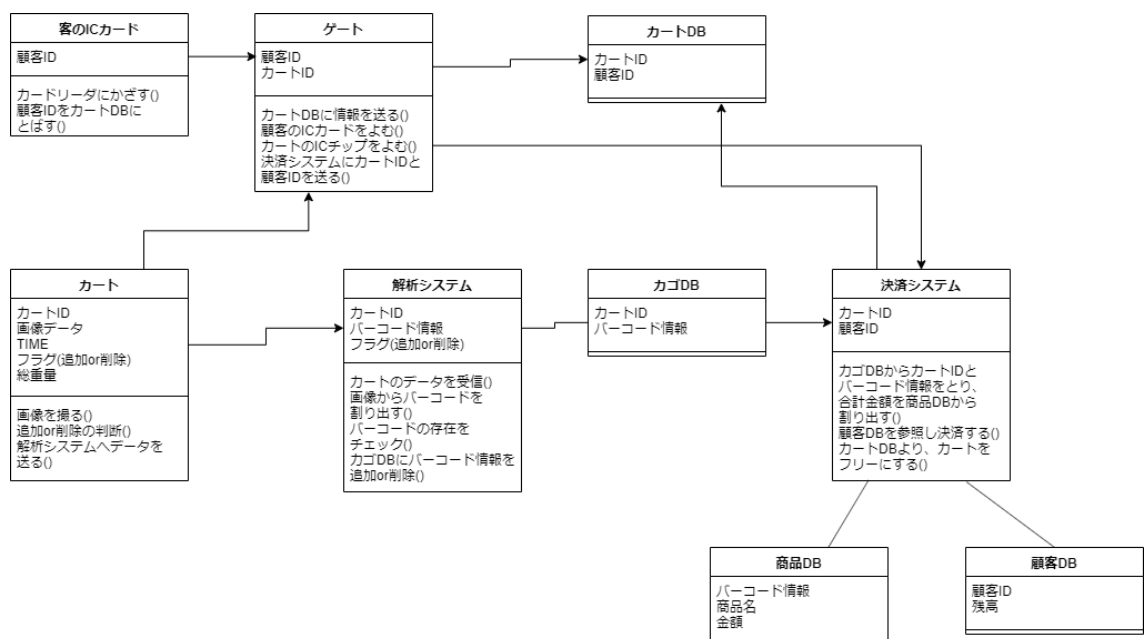 客のICカード
顧客ID
カードリーダにかざす()
顧客IDをカートDBに
とばす()
ゲート
顧客ID
カートID
カートDBに情報を送る()
顧客のICカードをよむ()
カートのICチップをよむ()
決済システムにカートIDと
顧客IDを送る()
カートDB
カートID
顧客ID
カート
カートID
画像データ
TIME
フラグ(追加or削除)
総重量
画像を撮る()
追加or削除の判断()
解析システムへデータを
送る()
解析システム
カートID
バーコード情報
フラグ(追加or削除)
カートのデータを受信()
画像からバーコードを
割り出す()
バーコードの存在を
チェック()
カゴDBにバーコード情報を
追加or削除()
カゴDB
カートID
バーコード情報
決済システム
カートID
顧客ID
カゴDBからカートIDと
バーコード情報をとり、
合計金額を商品DBから
割り出す()
顧客DBを参照し決済する()
カートDBより、カートを
フリーにする()
商品DB
バーコード情報
商品名
金額
顧客DB
顧客ID
残高